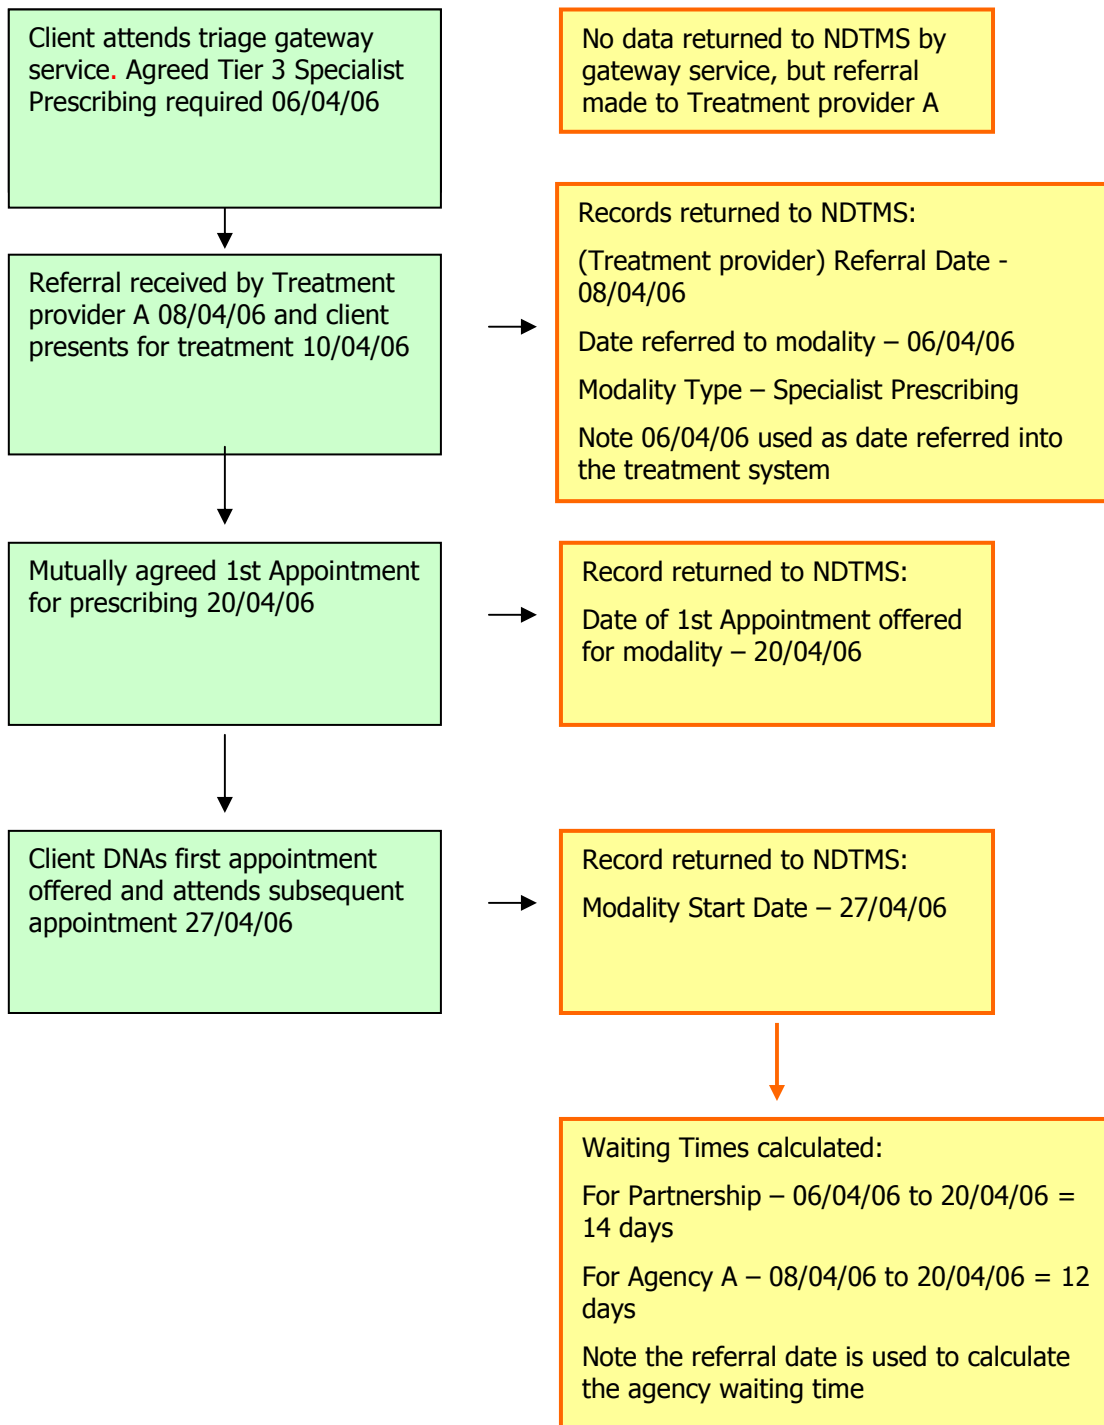 Client attends triage gateway
service. Agreed Tier 3 Specialist
Prescribing required 06/04/06
No data returned to NDTMS by
gateway service, but referral
made to Treatment provider A
Referral received by Treatment
provider A 08/04/06 and client
presents for treatment 10/04/06
Records returned to NDTMS:
(Treatment provider) Referral Date -
08/04/06
Date referred to modality – 06/04/06
Modality Type – Specialist Prescribing
Note 06/04/06 used as date referred into
the treatment system
Mutually agreed 1st Appointment
for prescribing 20/04/06
Record returned to NDTMS:
Date of 1st Appointment offered
for modality – 20/04/06
Client DNAs first appointment
offered and attends subsequent
appointment 27/04/06
Record returned to NDTMS:
Modality Start Date – 27/04/06
Waiting Times calculated:
For Partnership – 06/04/06 to 20/04/06 =
14 days
For Agency A – 08/04/06 to 20/04/06 = 12
days
Note the referral date is used to calculate
the agency waiting time